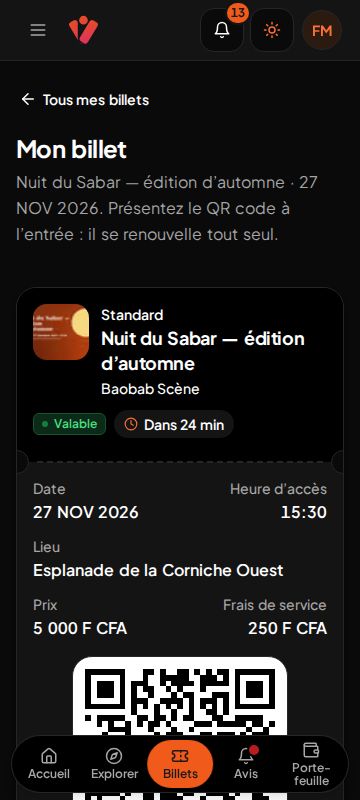 13
FM
Tous mes billets
Mon billet
Nuit du Sabar — édition d’automne · 27
NOV 2026. Présentez le QR code à
l’entrée : il se renouvelle tout seul.
Standard
Nuit du Sabar — édition
d’automne
Baobab Scène
Valable
Dans 24 min
Date
Heure d’accès
27 NOV 2026
15:30
Lieu
Esplanade de la Corniche Ouest
Prix
Frais de service
5 000 F CFA
250 F CFA
Accueil
Explorer
Billets
Avis
Porte-
feuille